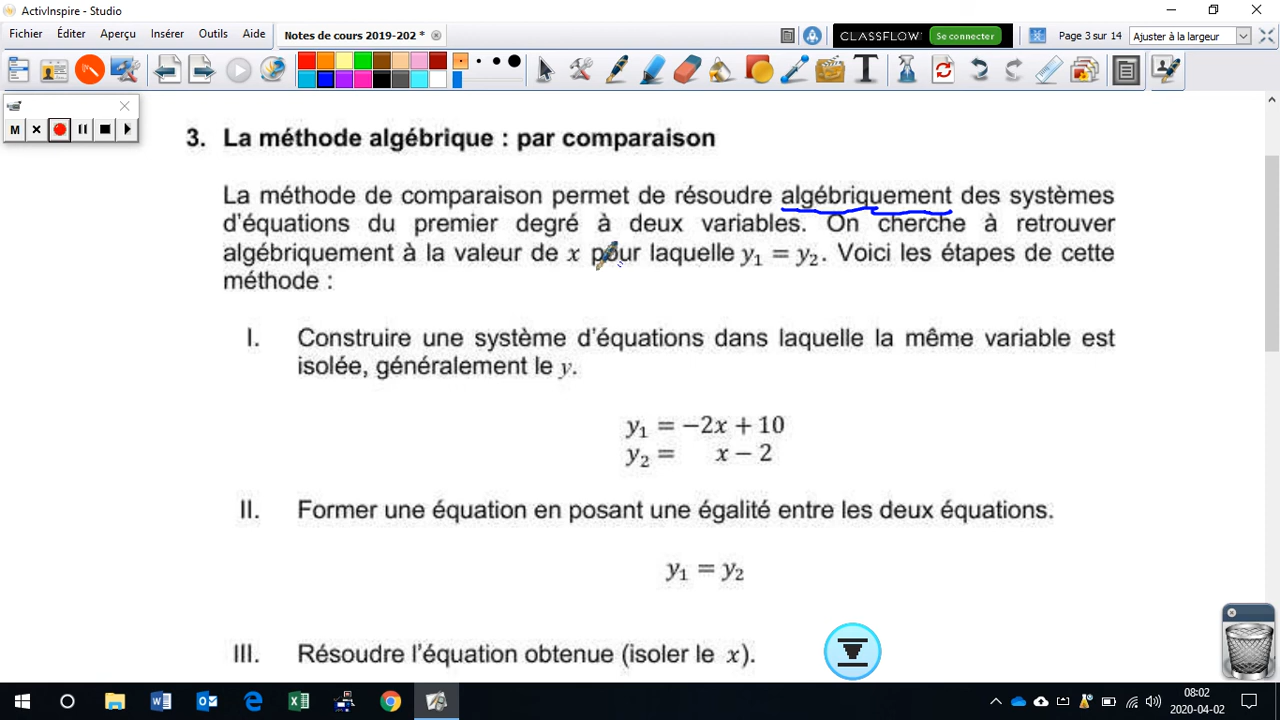 ActivInspire - Studio
Fichier Éditer Aperçu Insérer Outils Aide
Notes de cours 2019-202 *
CLASSFLOW Se connecter
Page 3 sur 14 Ajuster à la largeur
M
3. La méthode algébrique : par comparaison
La méthode de comparaison permet de résoudre algébriquement des systèmes
d'équations du premier degré à deux variables. On cherche à retrouver
algébriquement à la valeur de x pour laquelle y₁ = y₂. Voici les étapes de cette
méthode :
I. Construire une système d'équations dans laquelle la même variable est
isolée, généralement le y.
y₁ = −2x + 10
y₂ = x − 2
II. Former une équation en posant une égalité entre les deux équations.
y₁ = y₂
III. Résoudre l'équation obtenue (isoler le x).
08:02
2020-04-02